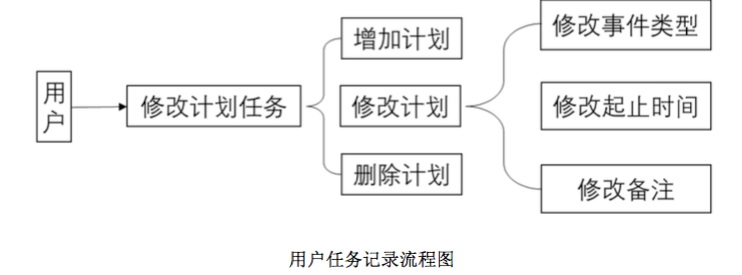 用户
修改计划任务
增加计划
修改计划
删除计划
修改事件类型
修改起止时间
修改备注
用户任务记录流程图